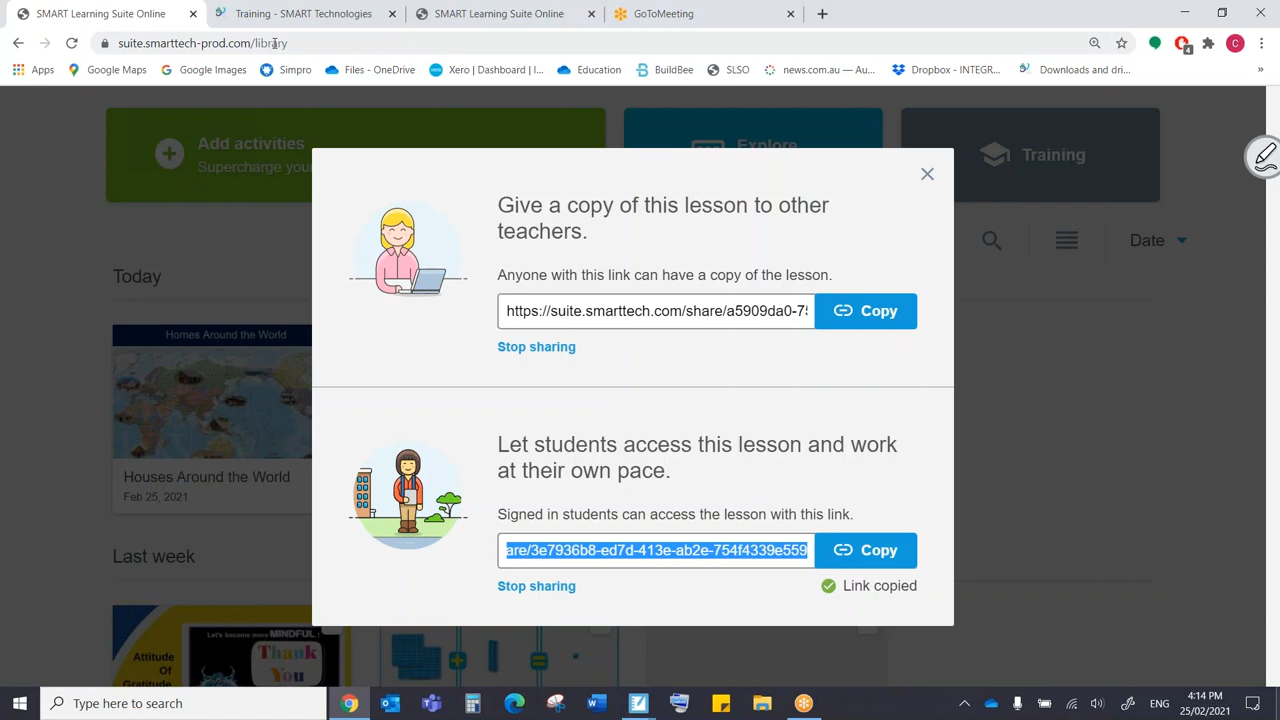 SMART Learning Suite Online
Training - SMART Technologies
SMART Learning Suite Online
GoToMeeting
suite.smarttech-prod.com/library
4
C
Apps
Google Maps
Google Images
Simpro
Files - OneDrive
Xero | Dashboard | I...
Education
BuildBee
SLSO
news.com.au — Au...
Dropbox - INTEGR...
Downloads and dri...
»
Add activities
Supercharge your
Explore
Training
Date
Today
Homes Around the World
Houses Around the World
Feb 25, 2021
Last week
Attitude
Of
Let's become more MINDFUL !
Thank
You
Give a copy of this lesson to other
teachers.
Anyone with this link can have a copy of the lesson.
https://suite.smarttech.com/share/a5909da0-7
Copy
Stop sharing
Let students access this lesson and work
at their own pace.
Signed in students can access the lesson with this link.
are/3e7936b8-ed7d-413e-ab2e-754f4339e559
Copy
Stop sharing
Link copied
Type here to search
ENG
4:14 PM
25/02/2021